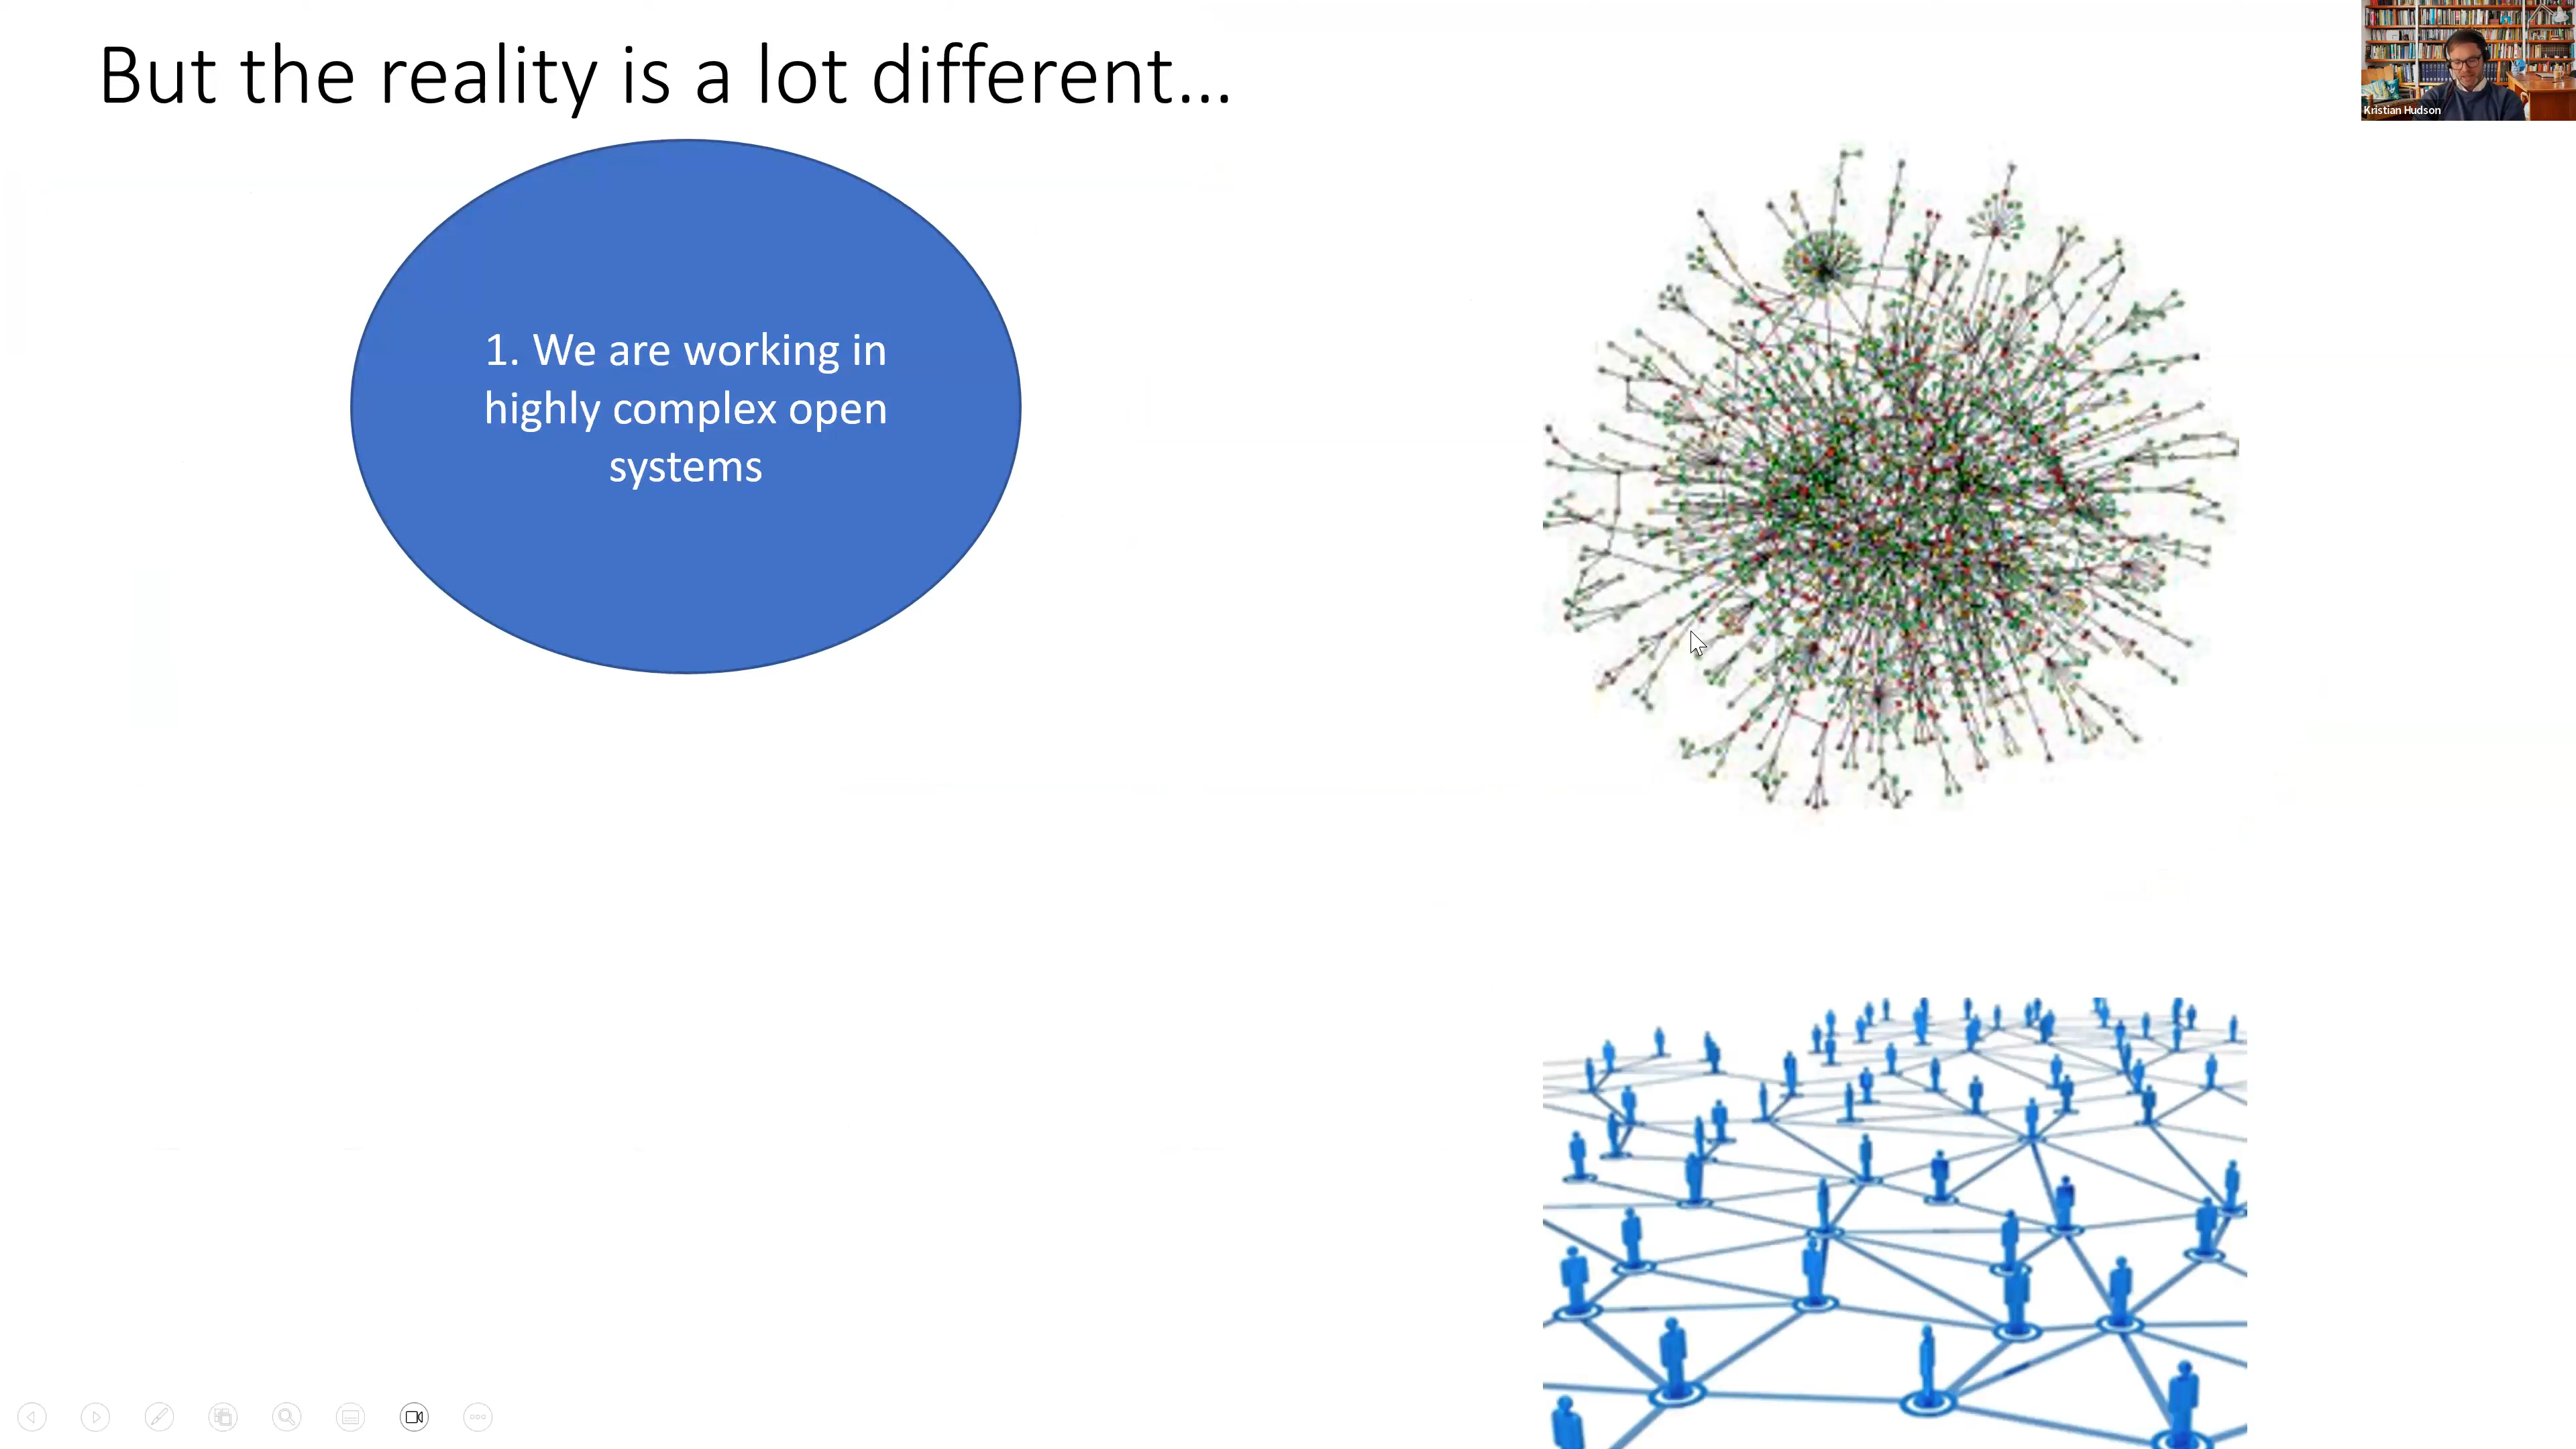 But the reality is a lot different...
Kristian Hudson
1. We are working in
highly complex open
systems